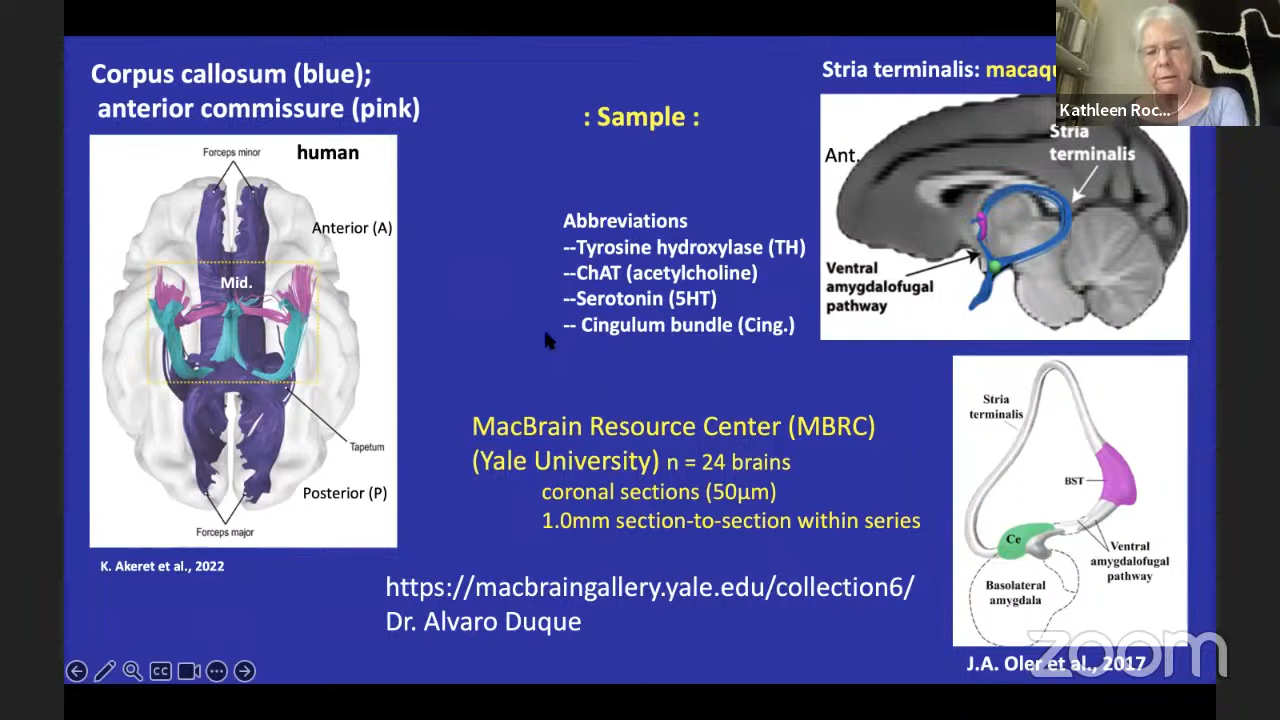 Corpus callosum (blue);
anterior commissure (pink)
Forceps minor
human
Anterior (A)
Mid.
Tapetum
Posterior (P)
Forceps major
K. Akeret et al., 2022
: Sample :
Abbreviations
--Tyrosine hydroxylase (TH)
--ChAT (acetylcholine)
--Serotonin (5HT)
-- Cingulum bundle (Cing.)
MacBrain Resource Center (MBRC)
(Yale University) n = 24 brains
coronal sections (50µm)
1.0mm section-to-section within series
https://macbraingallery.yale.edu/collection6/
Dr. Alvaro Duque
Stria terminalis:
Kathleen Roc...
Ant.
Stria
terminalis
Ventral
amygdalofugal
pathway
Stria
terminalis
BST
Ce
Ventral
amygdalofugal
pathway
Basolateral
amygdala
J.A. Oler et al., 2017
zoom
CC